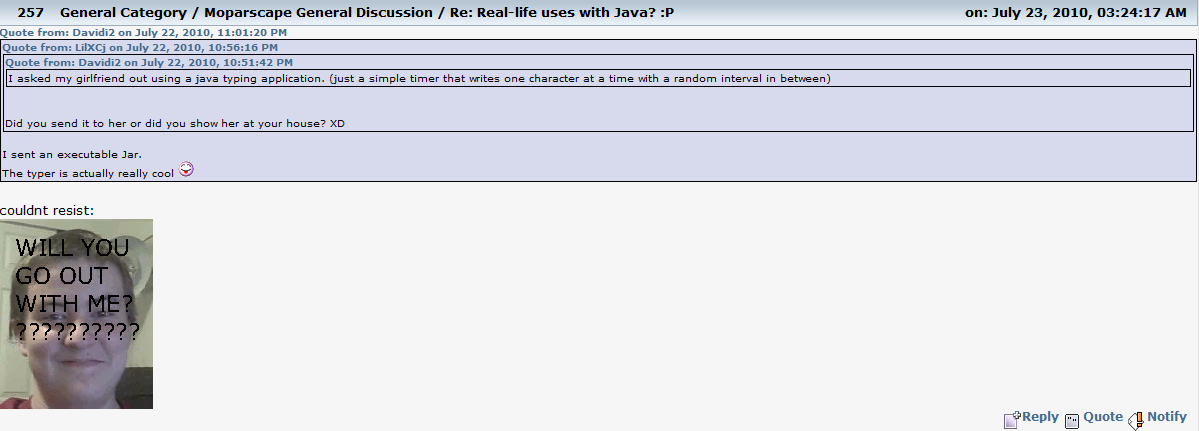 257 General Category / Moparscape General Discussion / Re: Real-life uses with Java? :P on: July 23, 2010, 03:24:17 AM
Quote from: Davidi2 on July 22, 2010, 11:01:20 PM
Quote from: LilXCj on July 22, 2010, 10:56:16 PM
Quote from: Davidi2 on July 22, 2010, 10:51:42 PM
I asked my girlfriend out using a java typing application. (just a simple timer that writes one character at a time with a random interval in between)
Did you send it to her or did you show her at your house? XD
I sent an executable Jar.
The typer is actually really cool
couldnt resist:
WILL YOU
GO OUT
WITH ME?
??????????
Reply Quote Notify